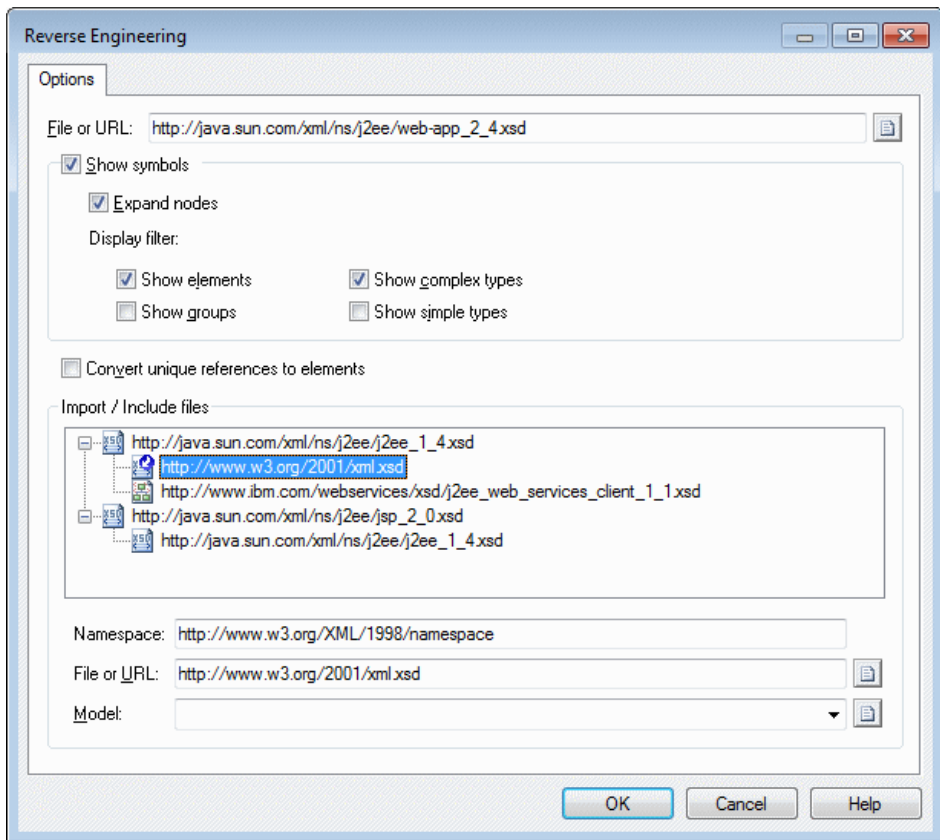 Reverse Engineering
Options
File or URL: http://java.sun.com/xml/ns/j2ee/web-app_2_4.xsd
Show symbols
Expand nodes
Display filter:
Show elements Show complex types
Show groups Show simple types
Convert unique references to elements
Import / Include files
http://java.sun.com/xml/ns/j2ee/j2ee_1_4.xsd
http://www.w3.org/2001/xml.xsd
http://www.ibm.com/webservices/xsd/j2ee_web_services_client_1_1.xsd
http://java.sun.com/xml/ns/j2ee/jsp_2_0.xsd
http://java.sun.com/xml/ns/j2ee/j2ee_1_4.xsd
Namespace: http://www.w3.org/XML/1998/namespace
File or URL: http://www.w3.org/2001/xml.xsd
Model:
OK Cancel Help